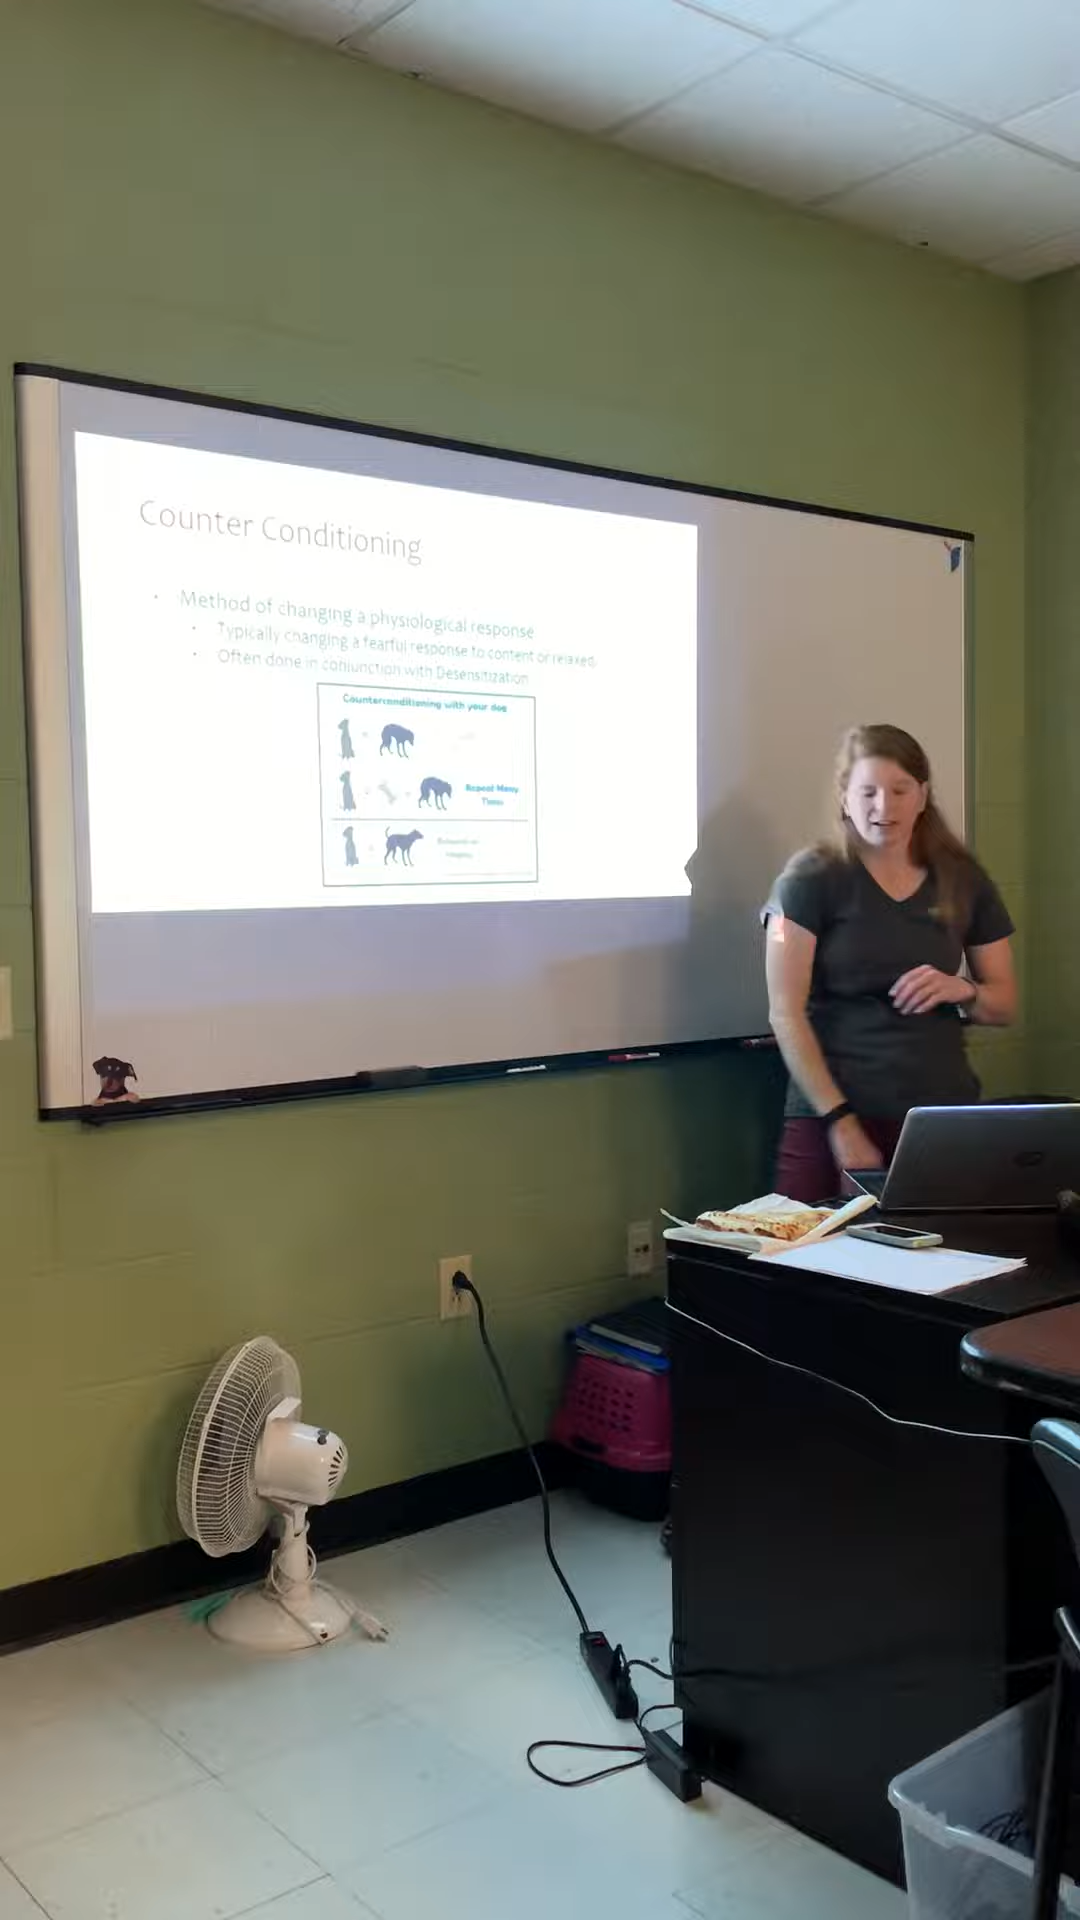 Counter Conditioning
• Method of changing a physiological response
• Typically changing a fearful response to content or relaxed
• Often done in conjunction with Desensitization
Counterconditioning with your dog
Repeat Many
Times